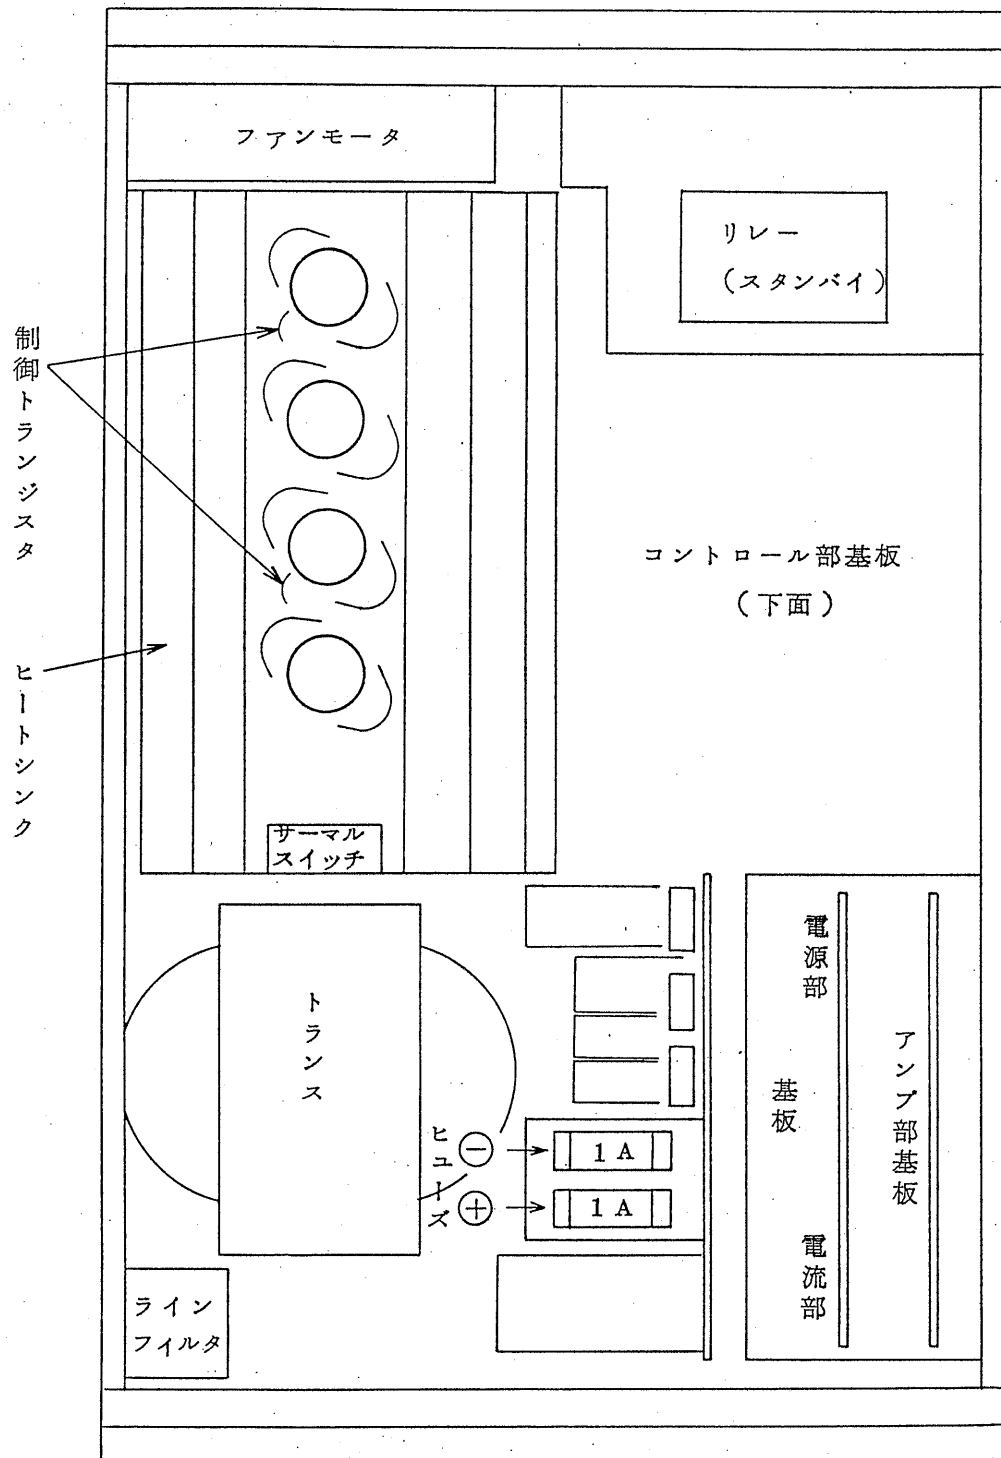 ファンモータ
リレー
（スタンバイ）
制御トランジスタ
コントロール部基板
（下面）
ヒートシンク
サーマル
スイッチ
トランス
電源部
アンプ部基板
基板
ヒューズ
⊖
1 A
⊕
1 A
電流部
ライン
フィルタ